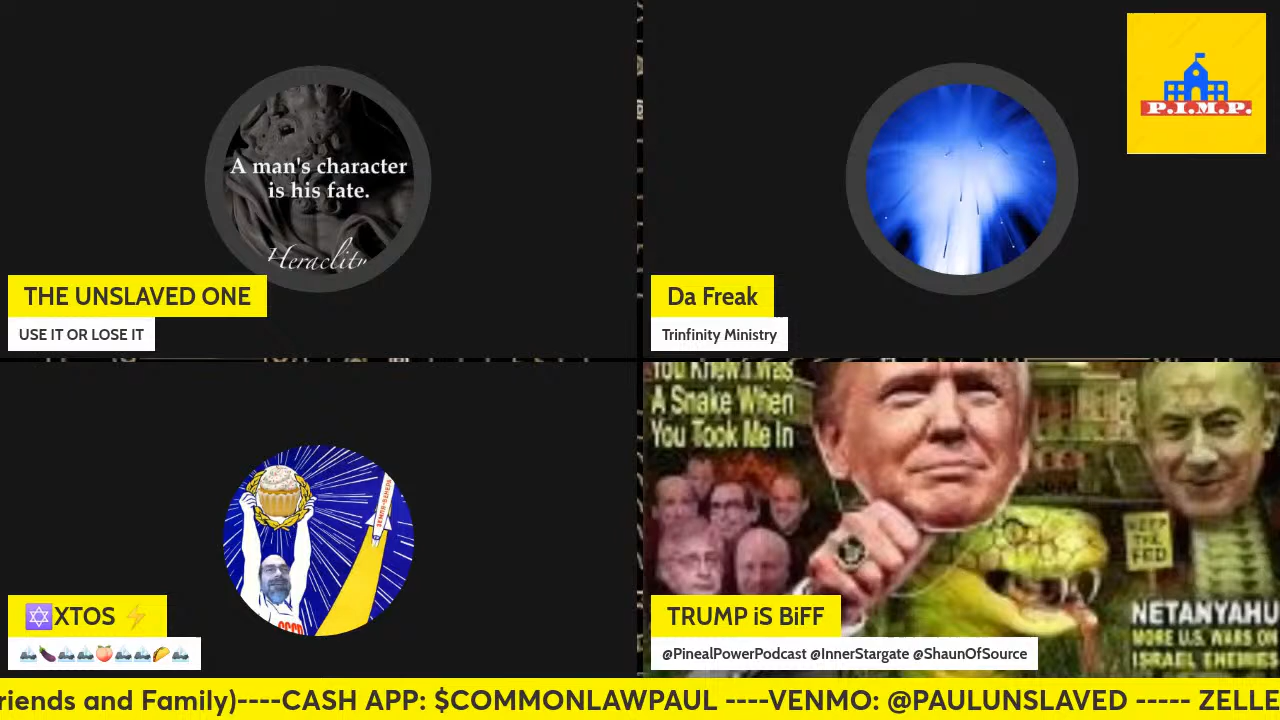 A man's character
is his fate.
P.I.M.P.
THE UNSLAVED ONE
USE IT OR LOSE IT
Da Freak
Trinfinity Ministry
You Knew I Was
A Snake When
You Took Me In
KEEP
THE
FED
NETANYAHU
MORE U.S. WARS ON
ISRAEL ENEMIES
СССР
✡️XTOS ⚡
🍆🍑🌮
TRUMP iS BiFF
@PinealPowerPodcast @InnerStargate @ShaunOfSource
riends and Family)----CASH APP: $COMMONLAWPAUL ----VENMO: @PAULUNSLAVED ----- ZELLE